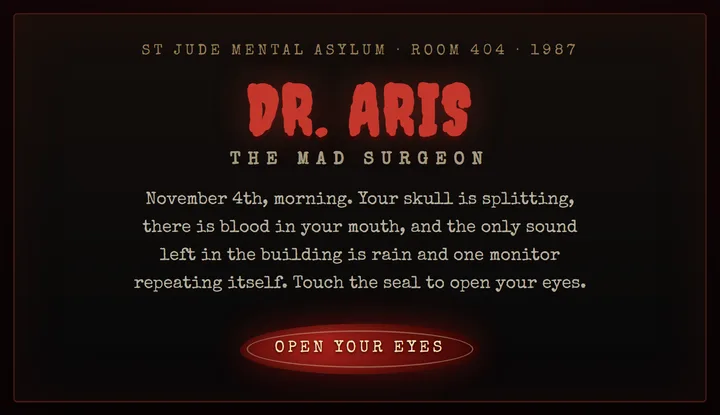 ST JUDE MENTAL ASYLUM · ROOM 404 · 1987
DR. ARIS
THE MAD SURGEON
November 4th, morning. Your skull is splitting,
there is blood in your mouth, and the only sound
left in the building is rain and one monitor
repeating itself. Touch the seal to open your eyes.
OPEN YOUR EYES